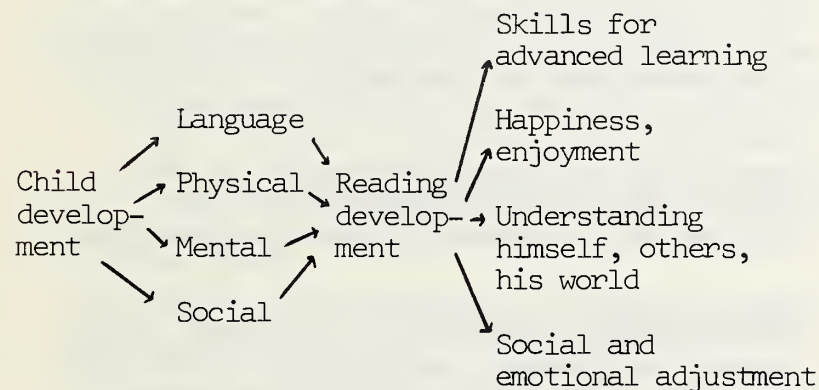 Child
develop-
ment
Language
Physical
Mental
Social
Reading
develop-
ment
Skills for
advanced learning
Happiness,
enjoyment
Understanding
himself, others,
his world
Social and
emotional adjustment